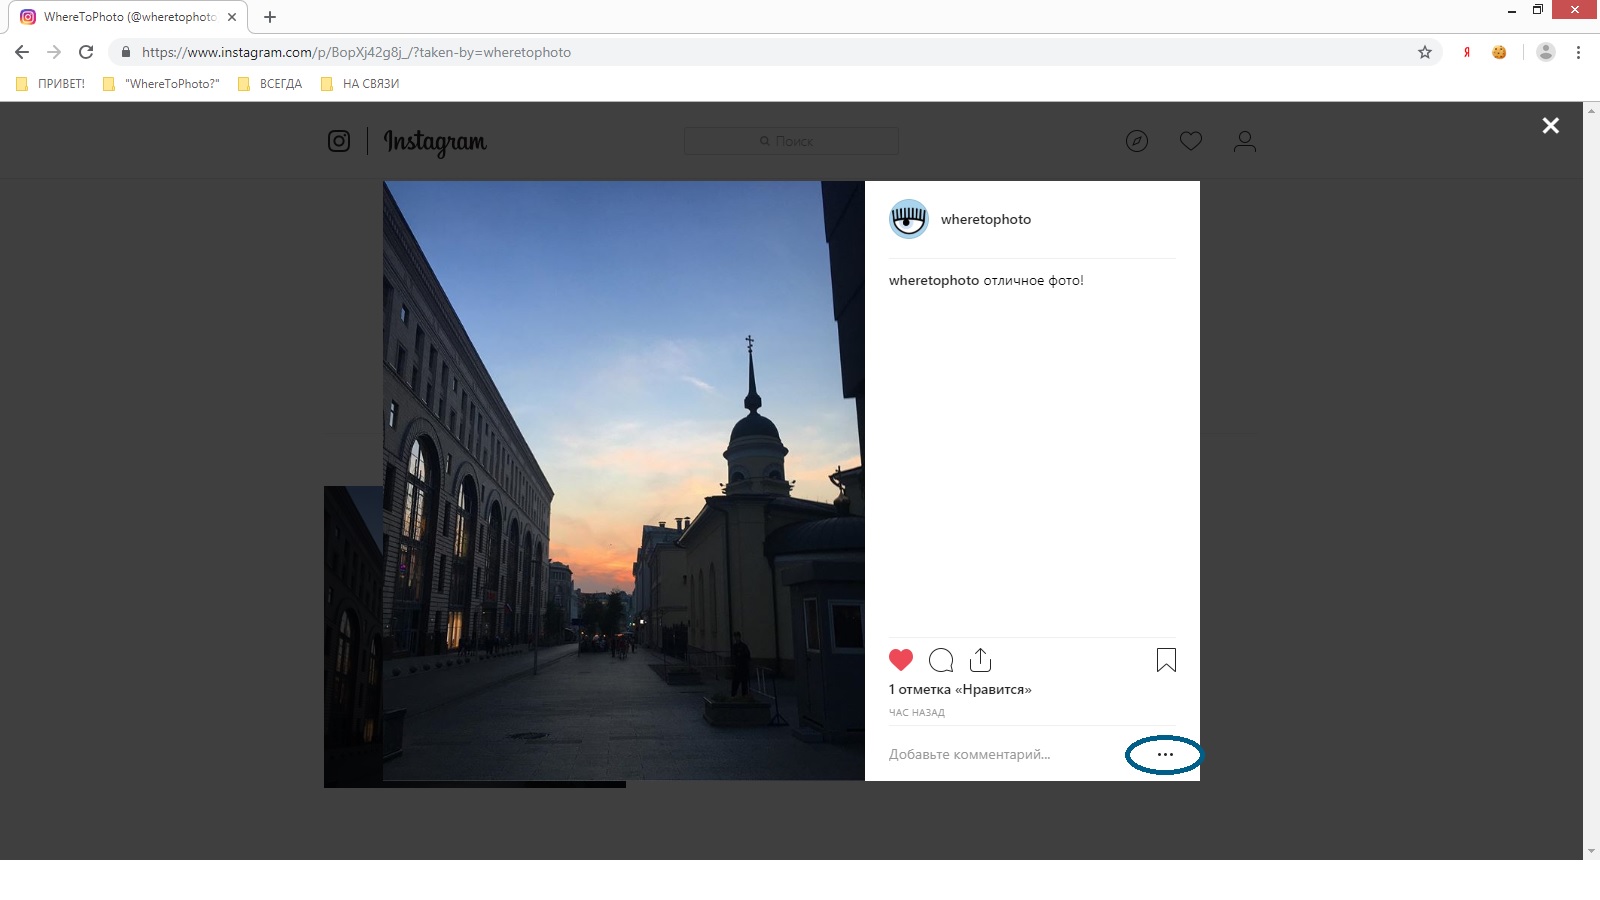 WhereToPhoto (@wheretophoto
https://www.instagram.com/p/BopXj42g8j_/?taken-by=wheretophoto
Я
ПРИВЕТ! "WhereToPhoto?" ВСЕГДА НА СВЯЗИ
Instagram Поиск
wheretophoto
wheretophoto отличное фото!
1 отметка «Нравится»
ЧАС НАЗАД
Добавьте комментарий...